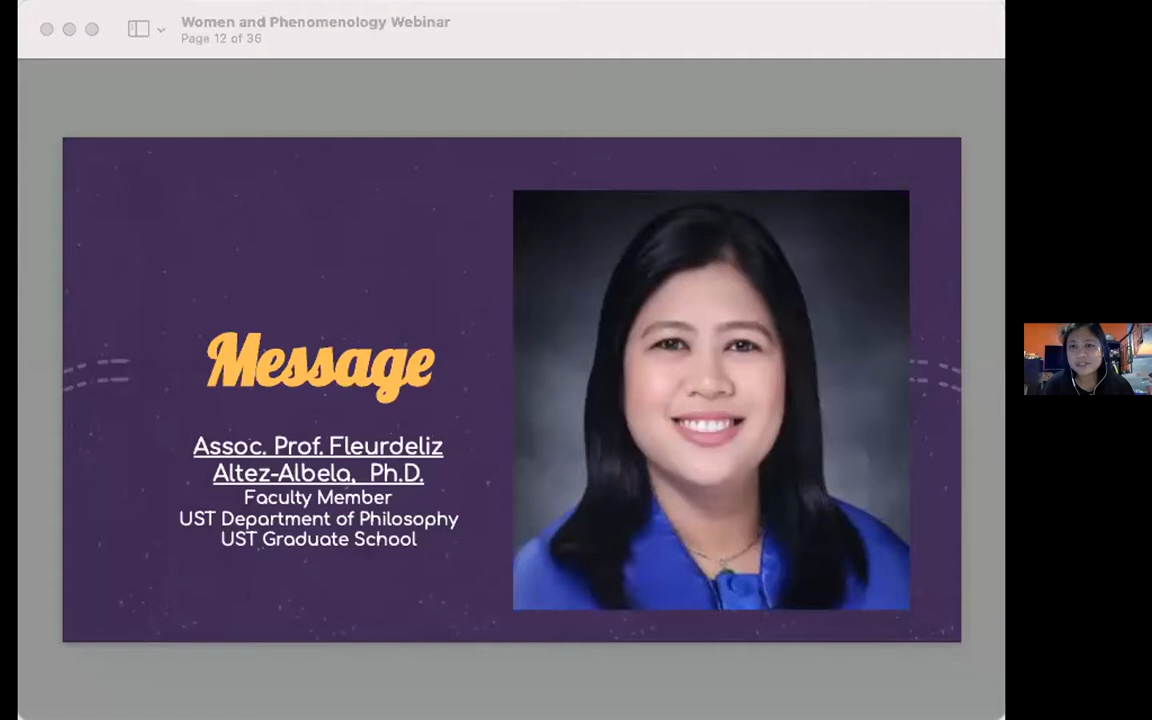 Women and Phenomenology Webinar
Page 12 of 36
Message
Assoc. Prof. Fleurdeliz
Altez-Albela, Ph.D.
Faculty Member
UST Department of Philosophy
UST Graduate School